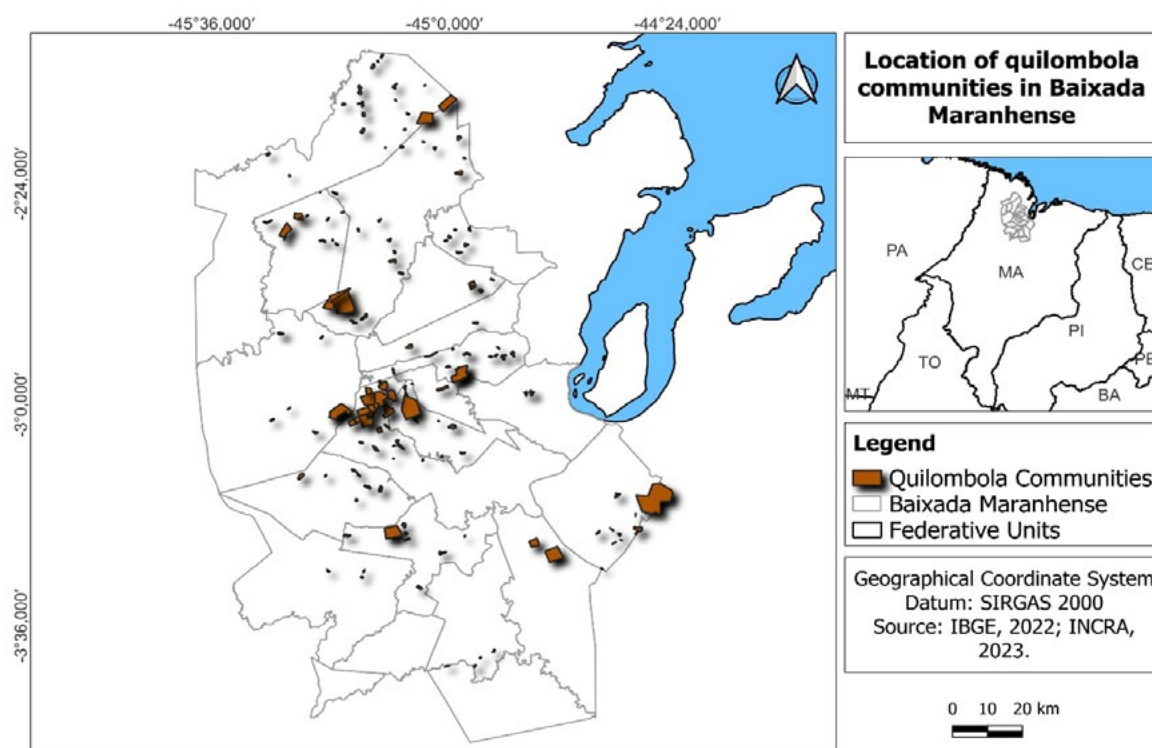 -45°36,000′ -45°0,000′ -44°24,000′
-2°24,000′
-3°0,000′
-3°36,000′
Location of quilombola
communities in Baixada
Maranhense
PA
MA
CE
PI
TO
PE
MT
BA
Legend
Quilombola Communities
Baixada Maranhense
Federative Units
Geographical Coordinate System
Datum: SIRGAS 2000
Source: IBGE, 2022; INCRA,
2023.
0 10 20 km